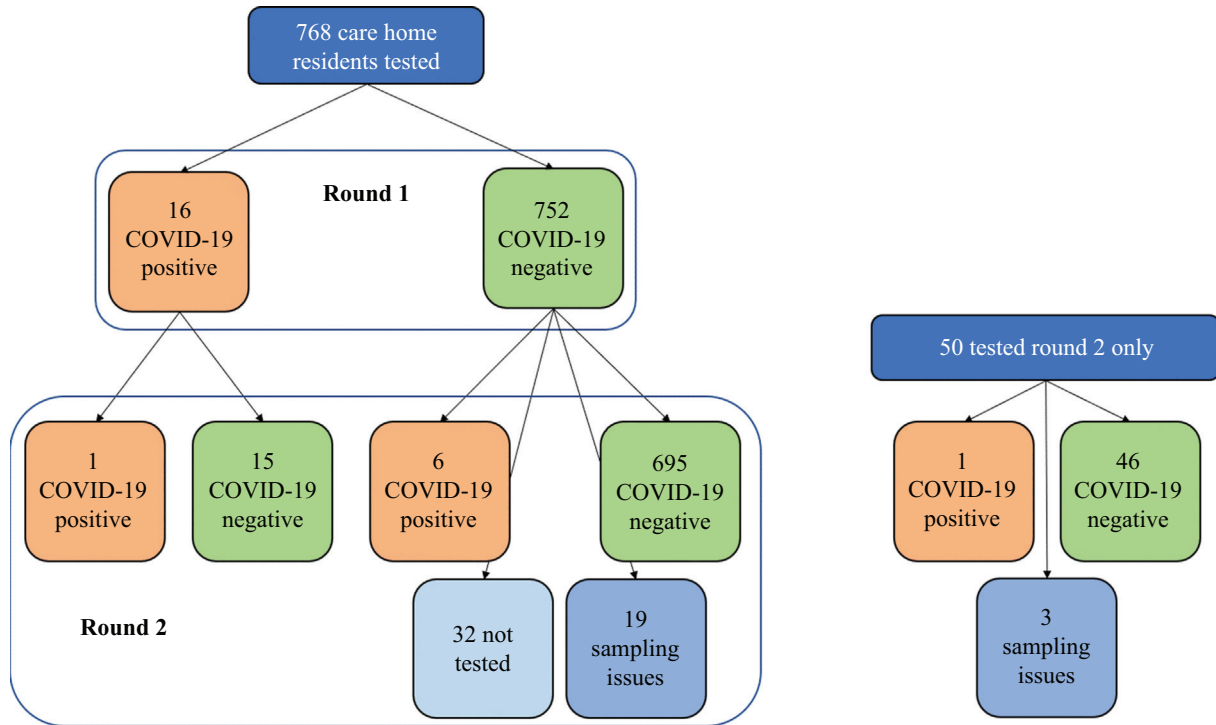 768 care home
residents tested
Round 1
16
COVID-19
positive
752
COVID-19
negative
50 tested round 2 only
1
COVID-19
positive
15
COVID-19
negative
6
COVID-19
positive
695
COVID-19
negative
1
COVID-19
positive
46
COVID-19
negative
Round 2
32 not
tested
19
sampling
issues
3
sampling
issues